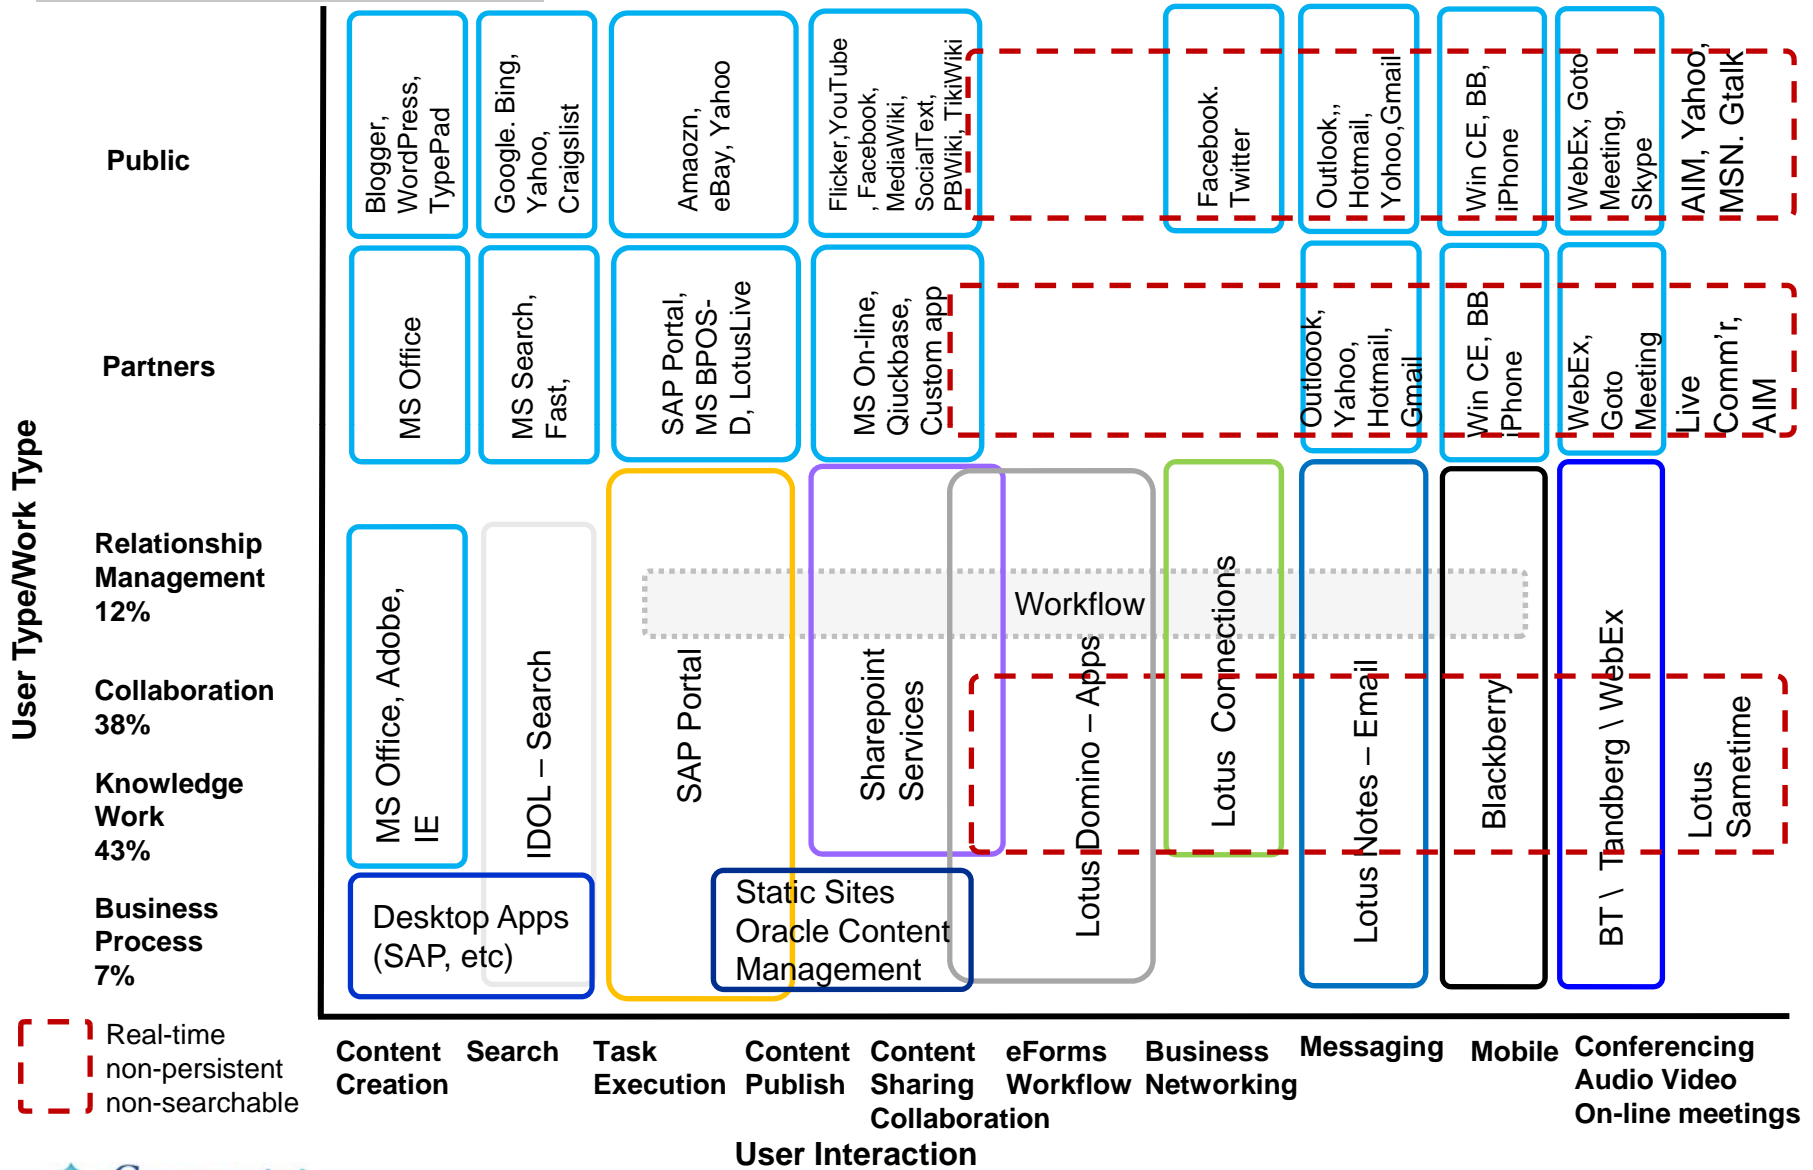 Public
Blogger,
WordPress,
TypePad
Google. Bing,
Yahoo,
Craigslist
Amaozn,
eBay, Yahoo
Flicker,YouTube
, Facebook,
MediaWiki,
SocialText,
PBWiki, TikiWiki
Facebook.
Twitter
Outlook,,
Hotmail,
Yohoo,Gmail
Win CE, BB,
iPhone
WebEx, Goto
Meeting,
Skype
AIM, Yahoo,
MSN. Gtalk
Partners
MS Office
MS Search,
Fast,
SAP Portal,
MS BPOS-
D, LotusLive
MS On-line,
Qiuckbase,
Custom app
Outloook,
Yahoo,
Hotmail,
Gmail
Win CE, BB
iPhone
WebEx,
Goto
Meeting
Live
Comm'r,
AIM
User Type/Work Type
Relationship
Management
12%
Collaboration
38%
Knowledge
Work
43%
Business
Process
7%
MS Office, Adobe,
IE
IDOL – Search
SAP Portal
Sharepoint
Services
Workflow
Lotus Domino – Apps
Lotus Connections
Lotus Notes – Email
Blackberry
BT \ Tandberg \ WebEx
Lotus
Sametime
Desktop Apps
(SAP, etc)
Static Sites
Oracle Content
Management
Real-time
non-persistent
non-searchable
Content
Creation
Search
Task
Execution
Content
Publish
Content
Sharing
Collaboration
eForms
Workflow
Business
Networking
Messaging
Mobile
Conferencing
Audio Video
On-line meetings
User Interaction